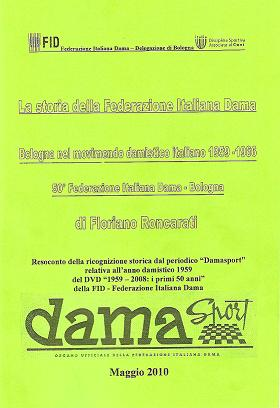 FID
Federazione Italiana Dama – Delegazione di Bologna
Disciplina Sportiva
Associata al Coni
La storia della Federazione Italiana Dama
Bologna nel movimento damistico italiano 1959 -1966
50° Federazione Italiana Dama - Bologna
di Floriano Roncarati
Resoconto della ricognizione storica dal periodico "Damasport"
relativa all'anno damistico 1959
del DVD "1959 – 2008: i primi 50 anni"
della FID - Federazione Italiana Dama
dama sport
ORGANO UFFICIALE DELLA FEDERAZIONE ITALIANA DAMA
Maggio 2010